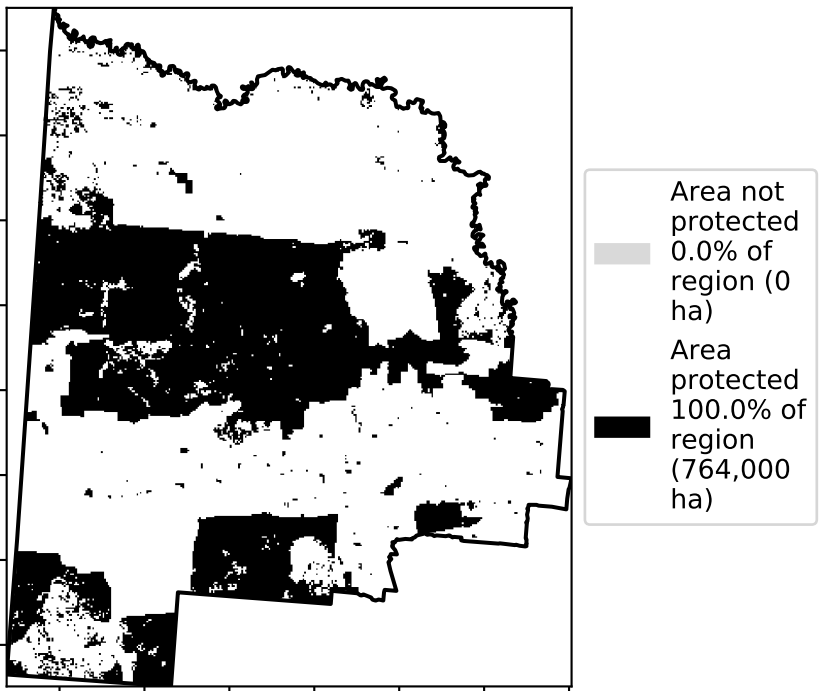 Area not
protected
0.0% of
region (0
ha)
Area
protected
100.0% of
region
(764,000
ha)